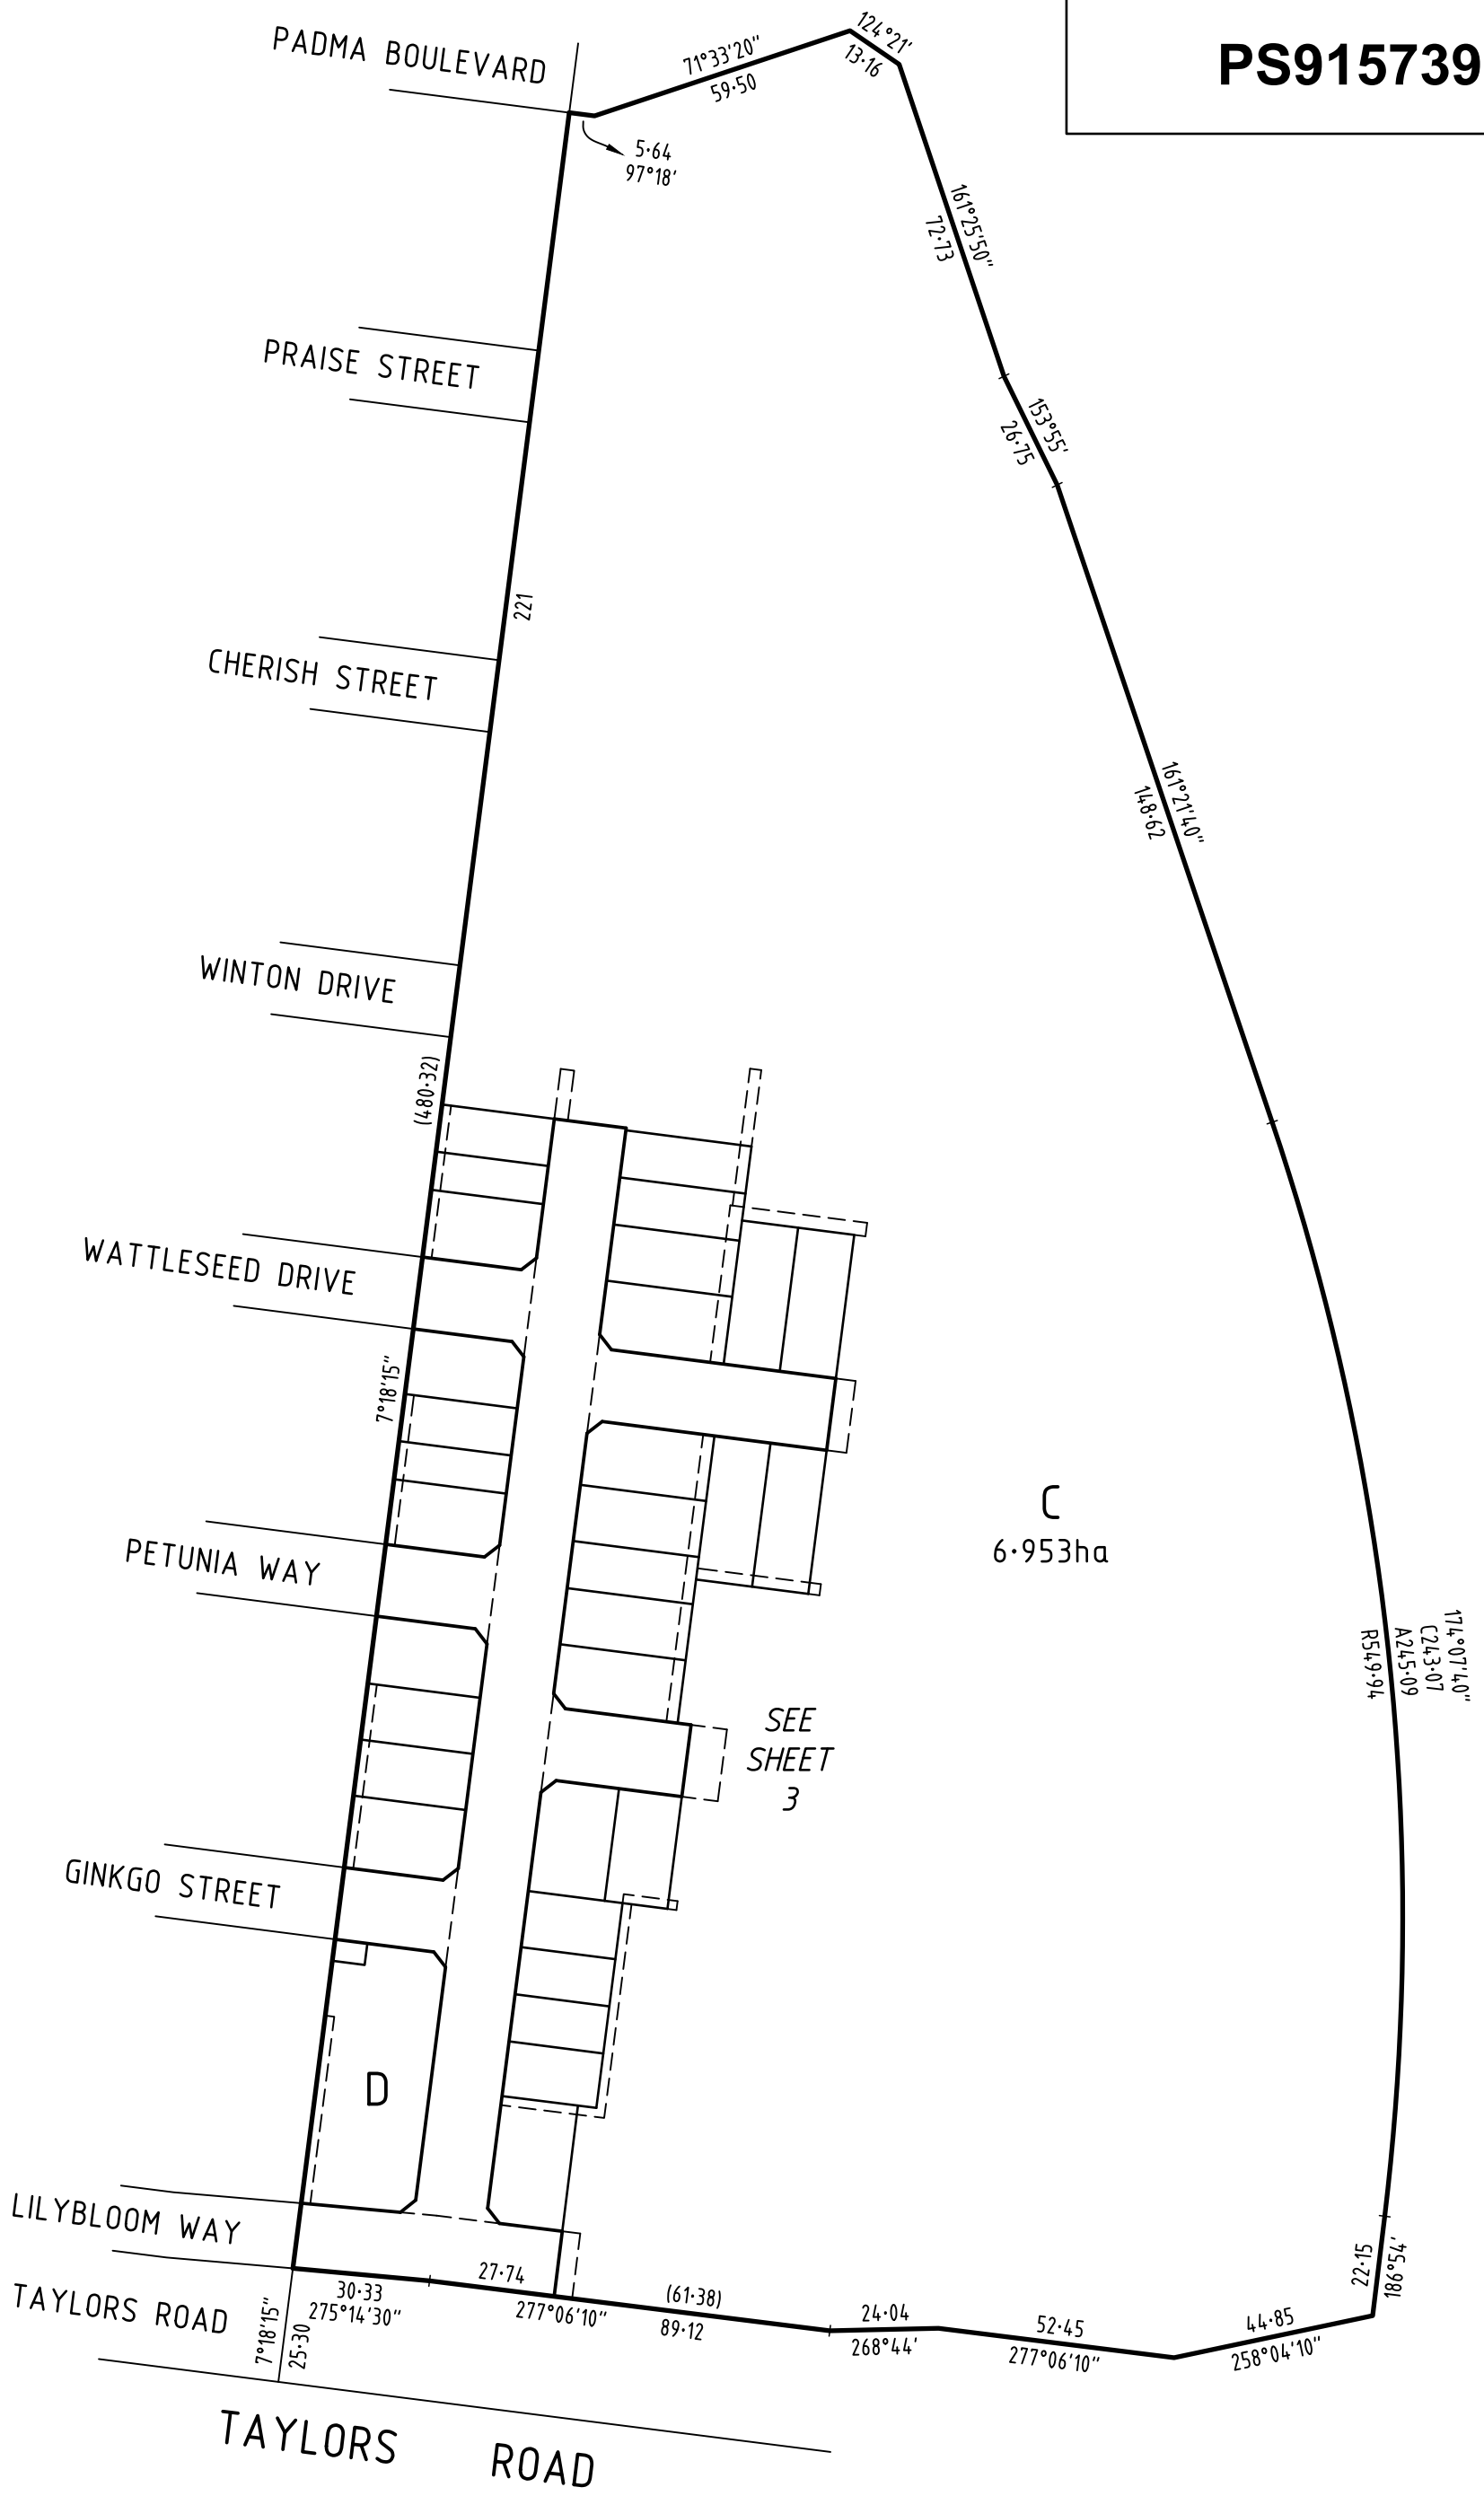 PS915739
PADMA BOULEVARD
71°33'20"
59·50
124°21'
13·16
5·64
97°18'
161°25'50"
72·73
PRAISE STREET
153°55'
26·75
221
CHERISH STREET
161°21'40"
148·62
WINTON DRIVE
(480·32)
WATTLESEED DRIVE
7°18'15"
C
6·953ha
PETUNIA WAY
174°07'40"
C243·07
A245·09
R549·94
SEE
SHEET
3
GINKGO STREET
D
LILYBLOOM WAY
22·15
186°54'
TAYLORS ROAD
7°18'15"
25·30
30·33
275°14'30"
27·74
277°06'10"
(61·38)
89·12
24·04
268°44'
52·45
277°06'10"
44·85
258°04'10"
TAYLORS ROAD